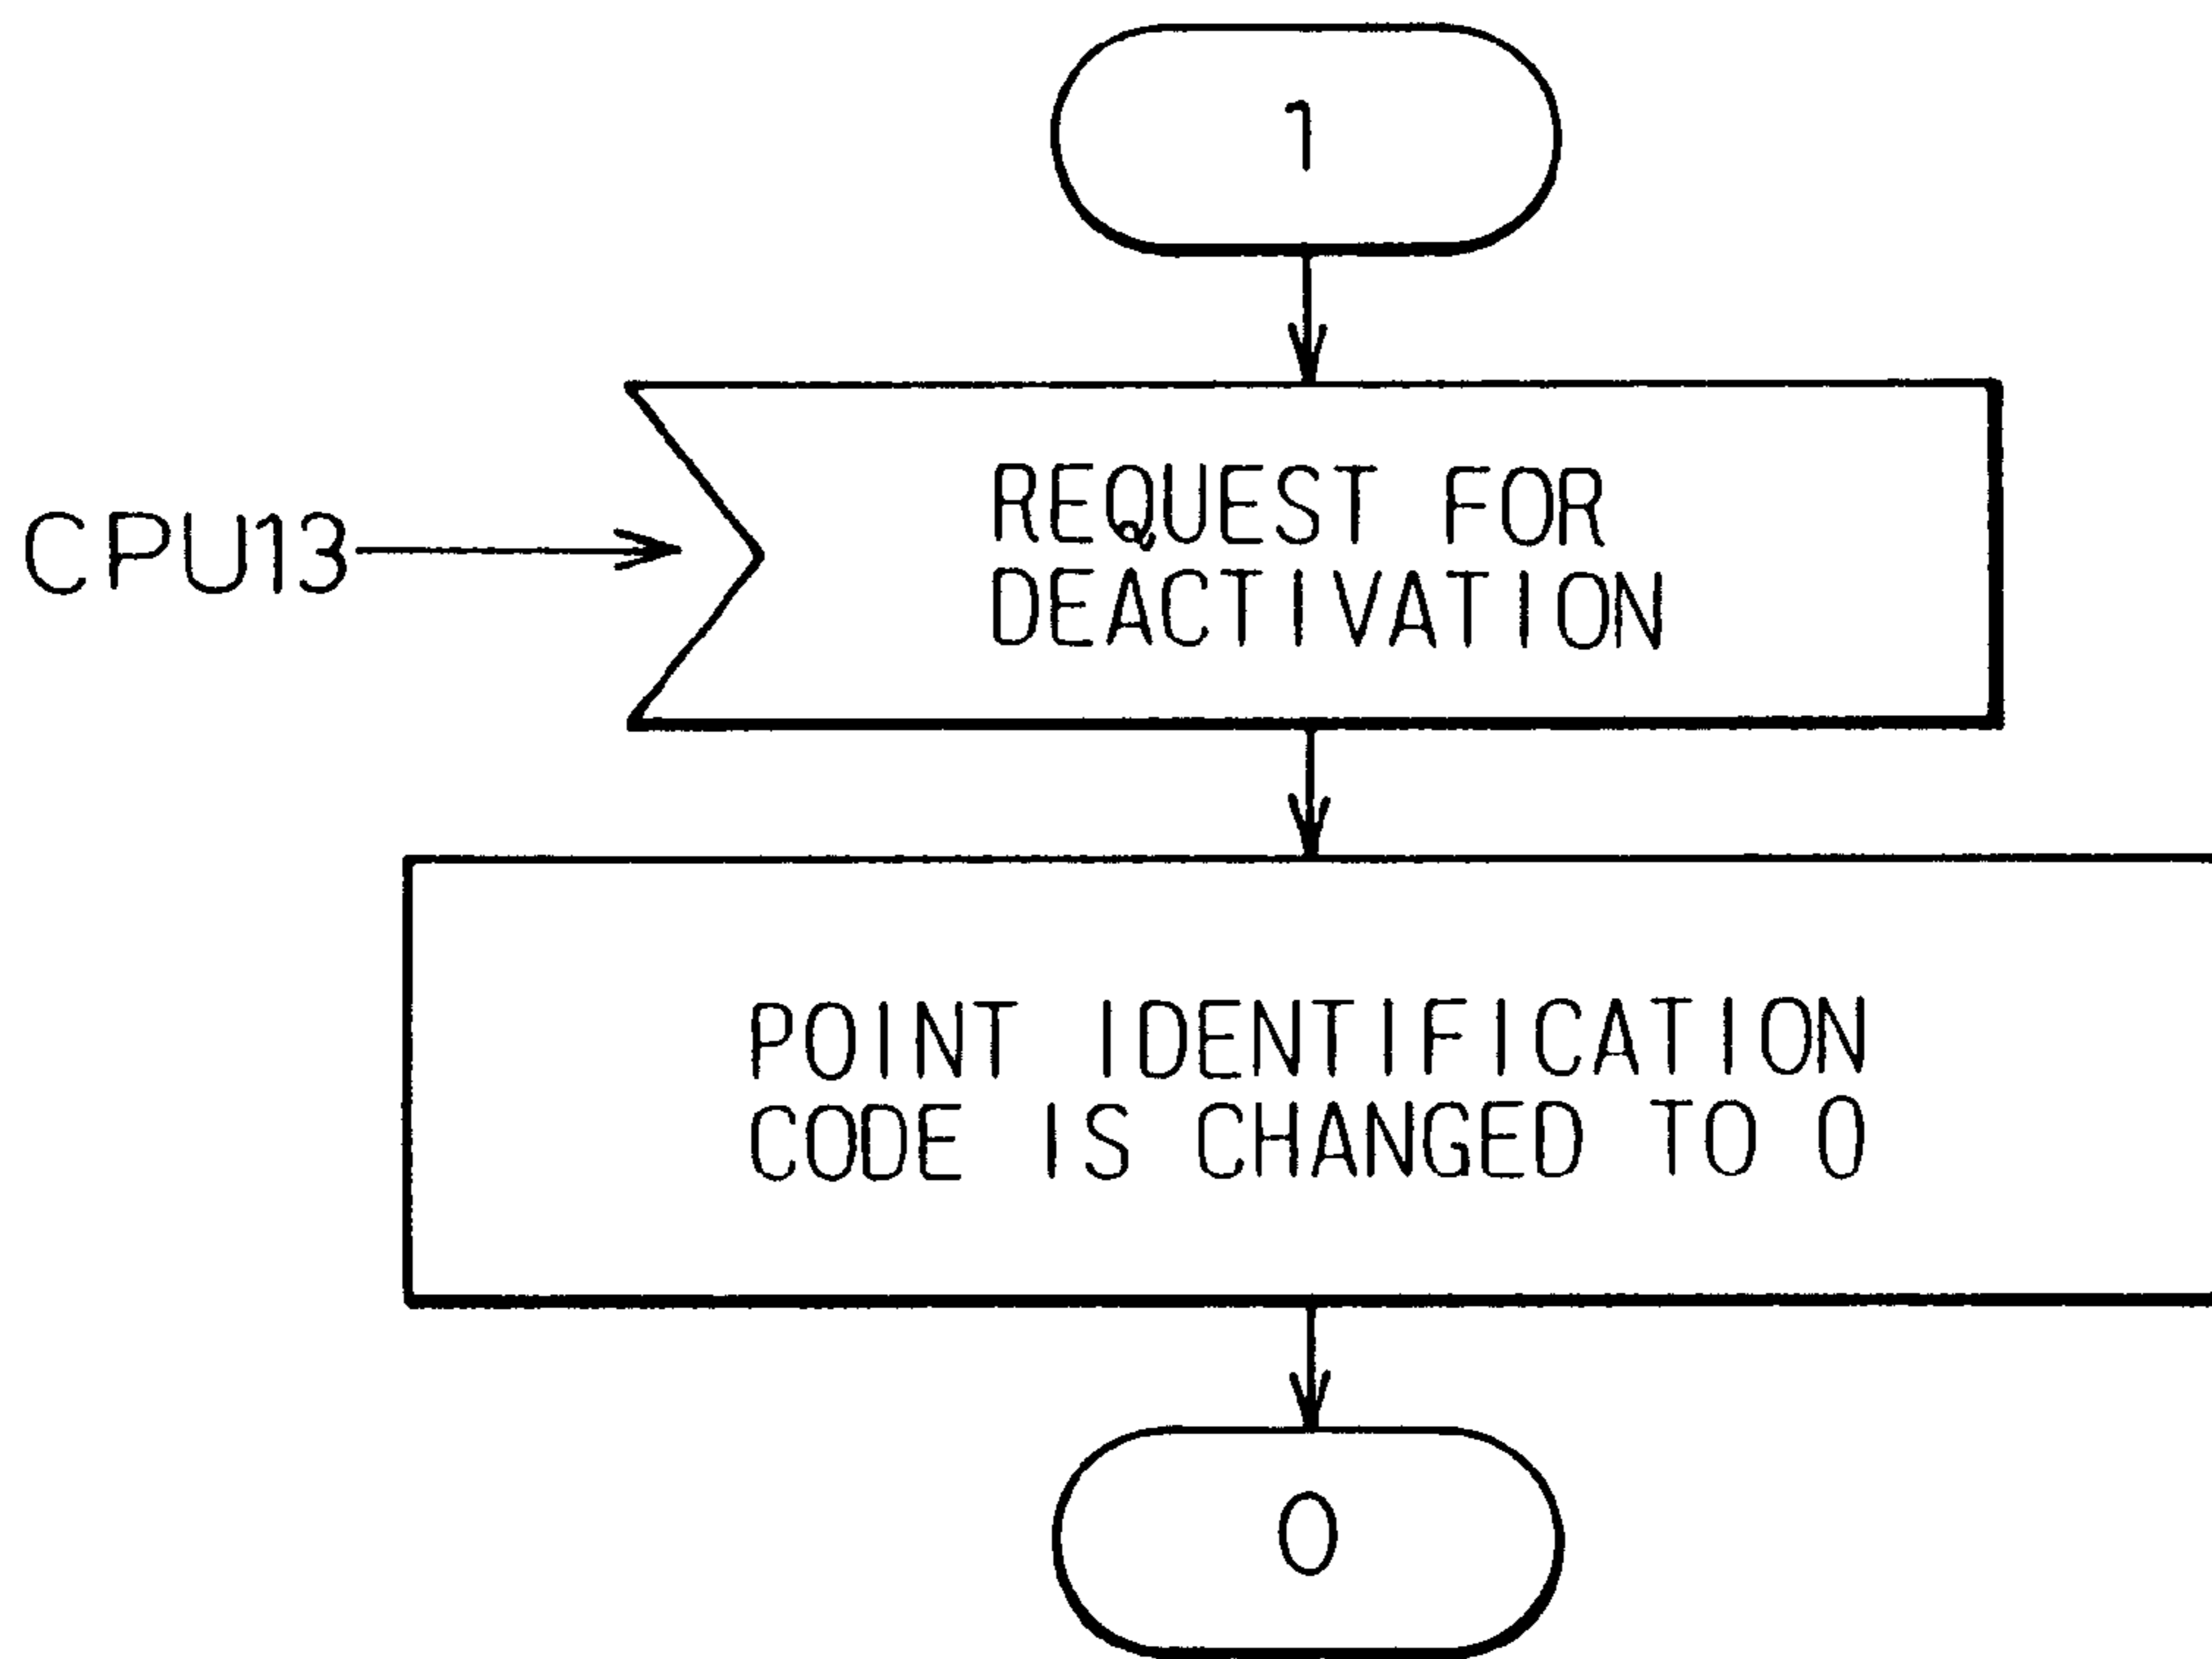 1
CPU13
REQUEST FOR
DEACTIVATION
POINT IDENTIFICATION
CODE IS CHANGED TO 0
0